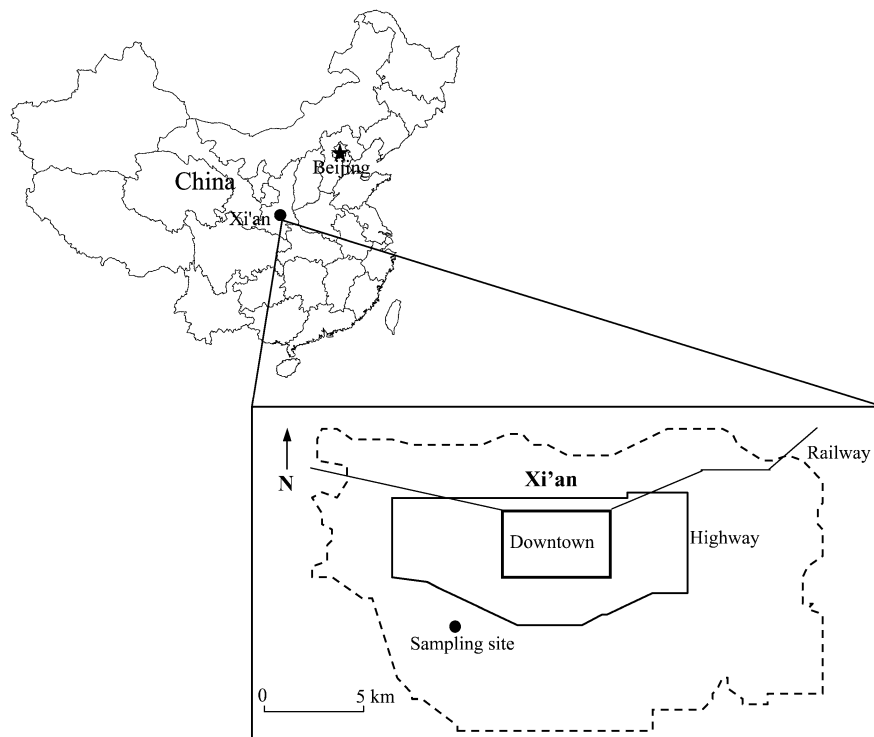 Beijing
China
Xi'an
Railway
Xi’an
N
Downtown
Highway
Sampling site
0 5 km